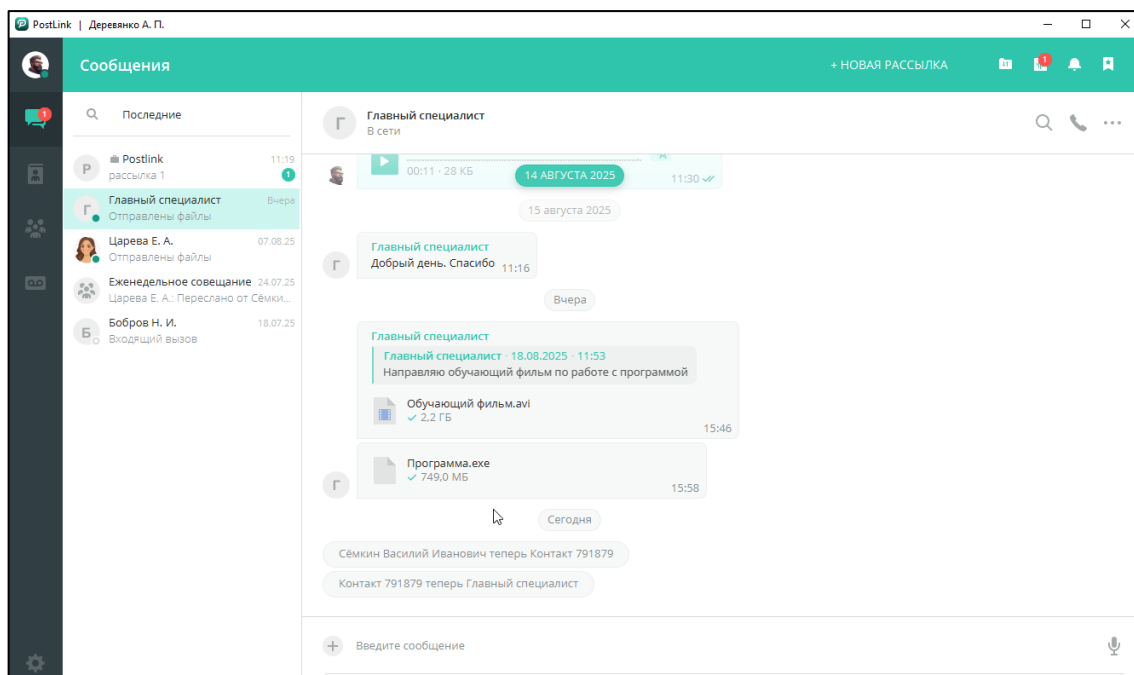 PostLink | Деревянко А. П.
Сообщения
+ НОВАЯ РАССЫЛКА
1
1
Последние
P
Postlink
11:19
рассылка 1
1
Г
Главный специалист
Вчера
Отправлены файлы
Царева Е. А.
07.08.25
Отправлены файлы
Еженедельное совещание
24.07.25
Царева Е. А.: Переслано от Сёмки...
Б
Бобров Н. И.
18.07.25
Входящий вызов
Г
Главный специалист
В сети
00:11 · 28 КБ
14 АВГУСТА 2025
11:30
15 августа 2025
Главный специалист
Г
Добрый день. Спасибо
11:16
Вчера
Главный специалист
Главный специалист · 18.08.2025 · 11:53
Направляю обучающий фильм по работе с программой
Обучающий фильм.avi
2,2 ГБ
15:46
Программа.exe
749,0 МБ
Г
15:58
Сегодня
Сёмкин Василий Иванович теперь Контакт 791879
Контакт 791879 теперь Главный специалист
Введите сообщение